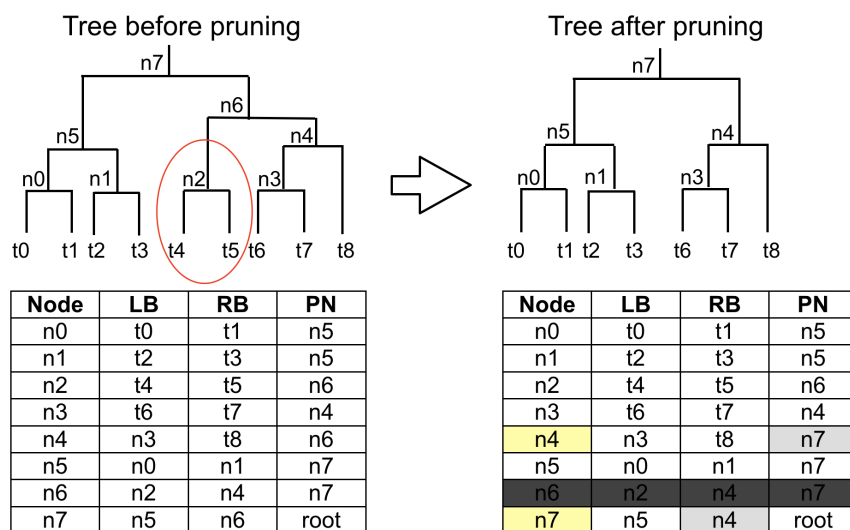 Tree before pruning
n7
n6
n5
n4
n0 n1 n2 n3
t0 t1 t2 t3 t4 t5 t6 t7 t8
Node LB RB PN
n0 t0 t1 n5
n1 t2 t3 n5
n2 t4 t5 n6
n3 t6 t7 n4
n4 n3 t8 n6
n5 n0 n1 n7
n6 n2 n4 n7
n7 n5 n6 root
Tree after pruning
n7
n5 n4
n0 n1 n3
t0 t1 t2 t3 t6 t7 t8
Node LB RB PN
n0 t0 t1 n5
n1 t2 t3 n5
n2 t4 t5 n6
n3 t6 t7 n4
n4 n3 t8 n7
n5 n0 n1 n7
n6 n2 n4 n7
n7 n5 n4 root